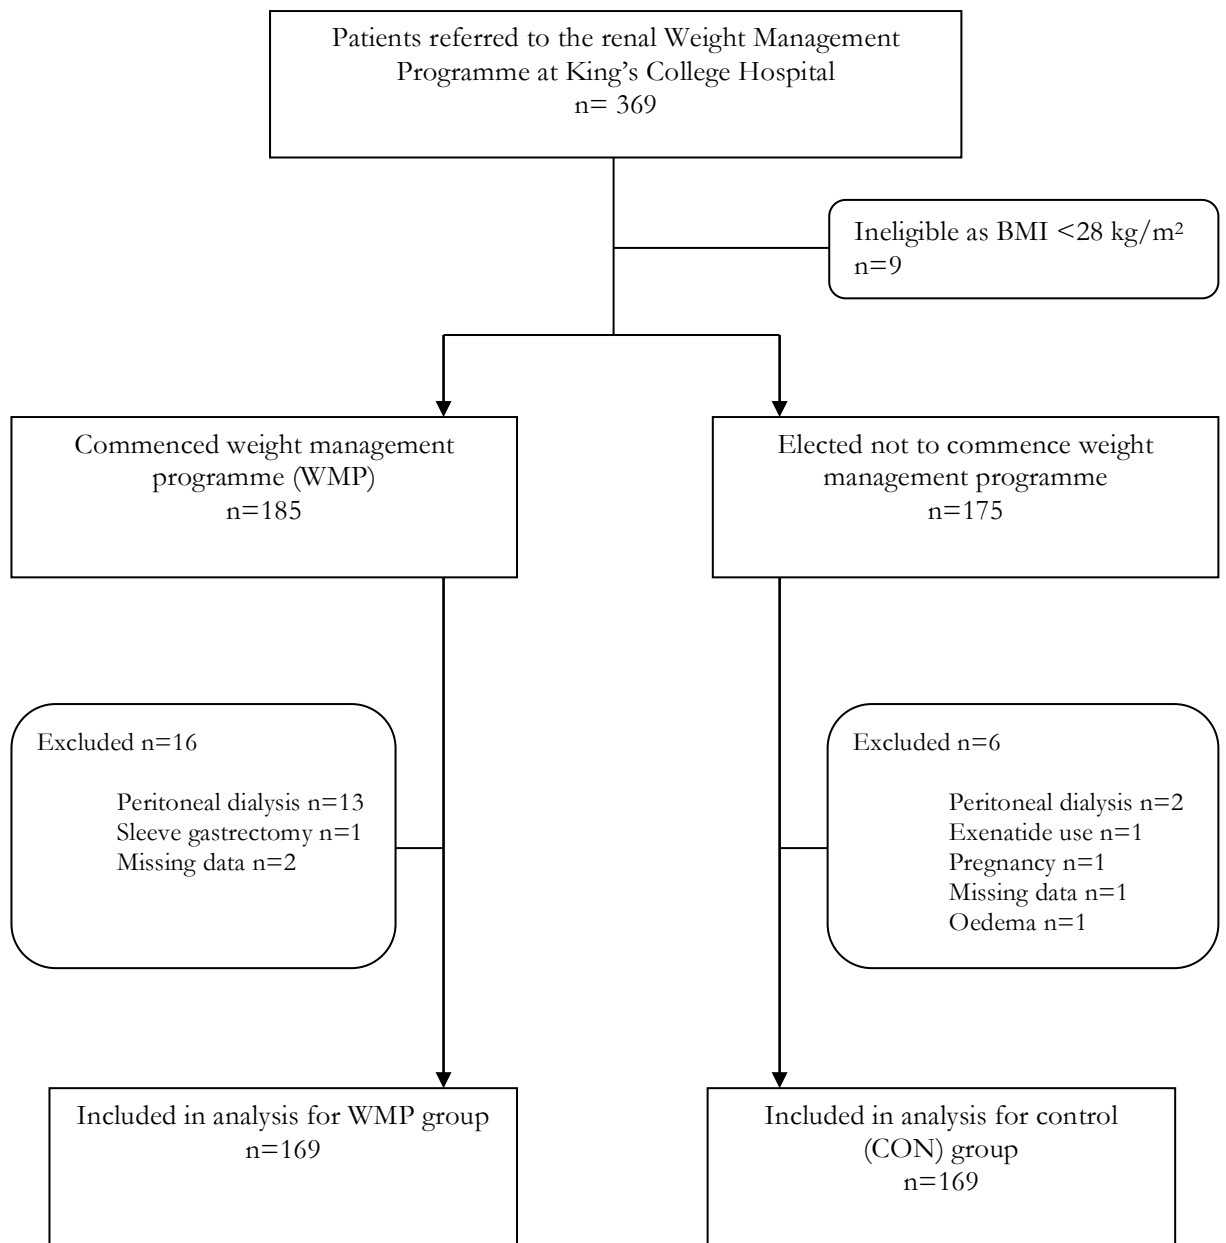 Patients referred to the renal Weight Management
Programme at King’s College Hospital
n= 369
Ineligible as BMI <28 kg/m²
n=9
Commenced weight management
programme (WMP)
n=185
Elected not to commence weight
management programme
n=175
Excluded n=16
Peritoneal dialysis n=13
Sleeve gastrectomy n=1
Missing data n=2
Excluded n=6
Peritoneal dialysis n=2
Exenatide use n=1
Pregnancy n=1
Missing data n=1
Oedema n=1
Included in analysis for WMP group
n=169
Included in analysis for control
(CON) group
n=169